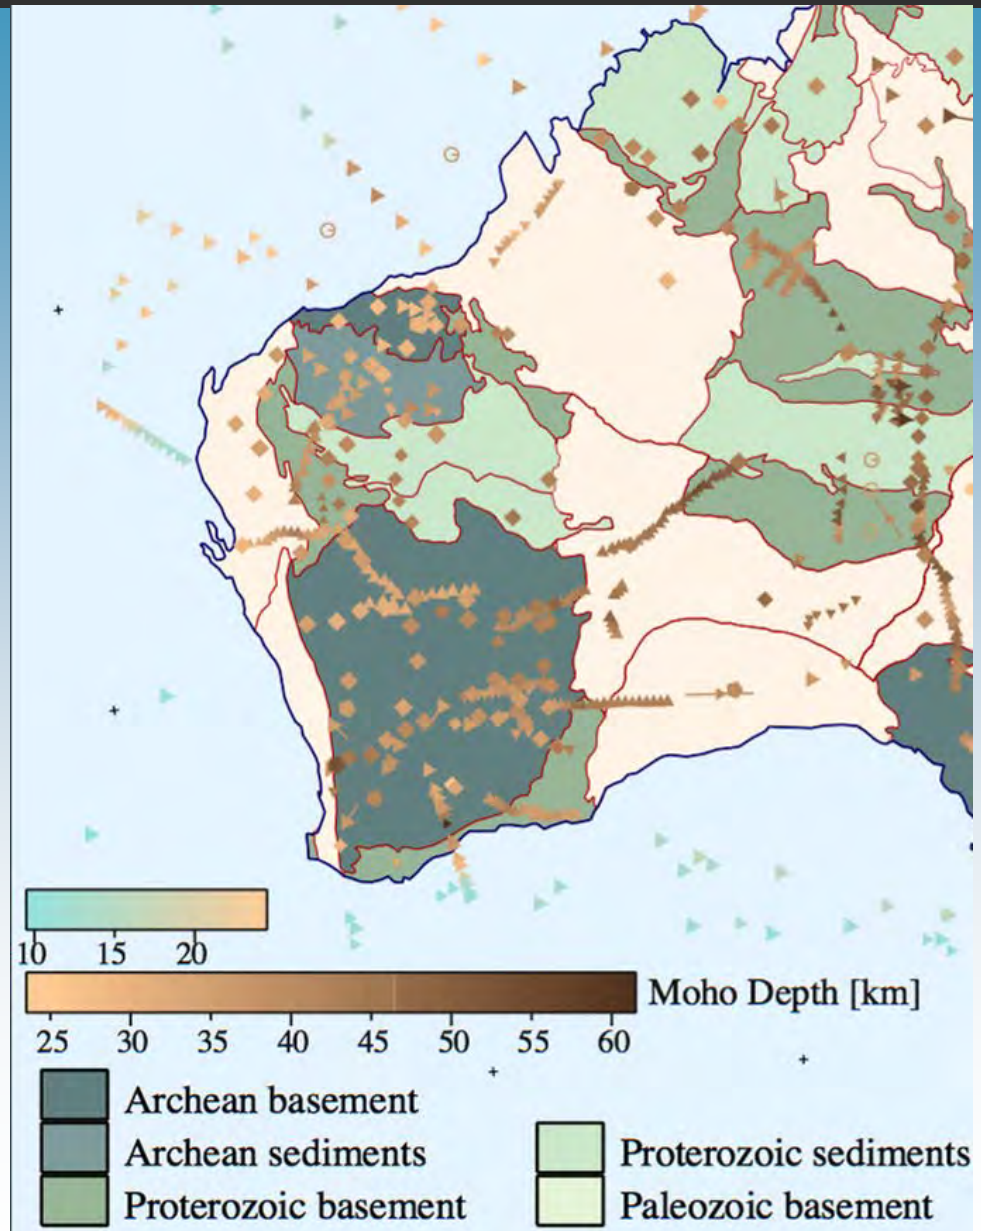 10 15 20
Moho Depth [km]
25 30 35 40 45 50 55 60
Archean basement
Archean sediments
Proterozoic basement
Proterozoic sediments
Paleozoic basement